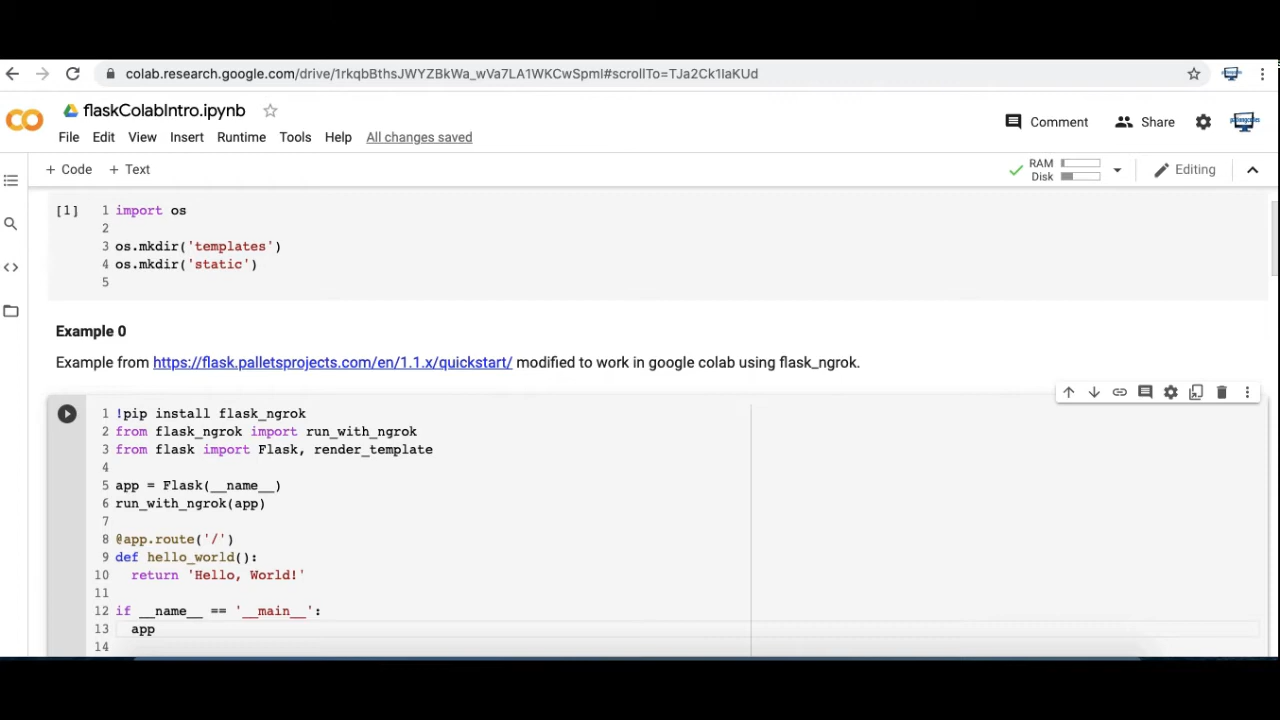 colab.research.google.com/drive/1rkqbBthsJWYZBkWa_wVa7LA1WKCwSpmI#scrollTo=TJa2Ck1IaKUd
flaskColabIntro.ipynb
File Edit View Insert Runtime Tools Help All changes saved
Comment Share
+ Code + Text
RAM
Disk
Editing
[1] 1 import os
2
3 os.mkdir('templates')
4 os.mkdir('static')
5
Example 0
Example from https://flask.palletsprojects.com/en/1.1.x/quickstart/ modified to work in google colab using flask_ngrok.
1 !pip install flask_ngrok
2 from flask_ngrok import run_with_ngrok
3 from flask import Flask, render_template
4
5 app = Flask(__name__)
6 run_with_ngrok(app)
7
8 @app.route('/')
9 def hello_world():
10 return 'Hello, World!'
11
12 if __name__ == '__main__':
13 app
14